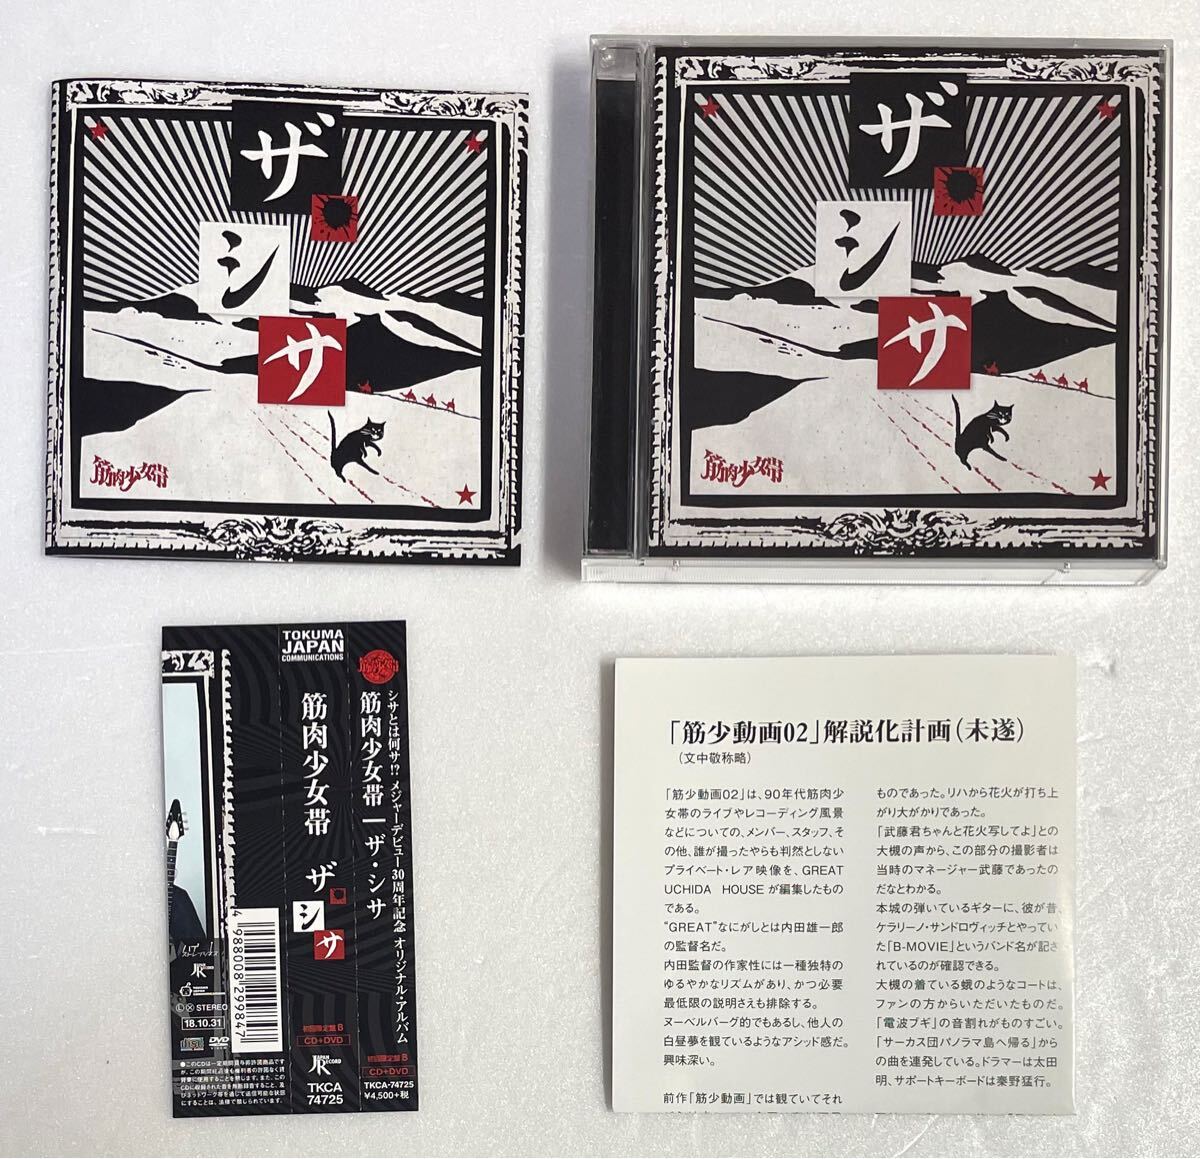 ザ・
シ
サ
筋肉少女帯
ザ・
シ
サ
筋肉少女帯
TOKUMA
JAPAN
COMMUNICATIONS
筋肉少女帯
ザ・
シ
サ
初回限定盤 B
CD+DVD
JAPAN RECORD
TKCA
74725
シサとは何サ!? メジャーデビュー30周年記念 オリジナル・アルバム
筋肉少女帯 ― ザ・シサ
初回限定盤 B
CD+DVD
TKCA-74725
¥4,500+税
4 988008 299847
STEREO
18.10.31
「筋少動画02」解説化計画(未遂)
(文中敬称略)
「筋少動画02」は、90年代筋肉少
女帯のライブやレコーディング風景
などについての、メンバー、スタッフ、そ
の他、誰が撮ったやらも判然としない
プライベート・レア映像を、GREAT
UCHIDA HOUSEが編集したもの
である。
"GREAT"なにがしとは内田雄一郎
の監督名だ。
内田監督の作家性には一種独特の
ゆるやかなリズムがあり、かつ必要
最低限の説明さえも排除する。
ヌーベルバーグ的でもあるし、他人の
白昼夢を観ているようなアシッド感だ。
興味深い。
前作「筋少動画」では観ていてそれ
ものであった。リハから花火が打ち上
がり大がかりであった。
「武藤君ちゃんと花火写してよ」との
大槻の声から、この部分の撮影者は
当時のマネージャー武藤であったの
だなとわかる。
本城の弾いているギターに、彼が昔、
ケラリーノ・サンドロヴィッチとやってい
た「B-MOVIE」というバンド名が記さ
れているのが確認できる。
大槻の着ている蛾のようなコートは、
ファンの方からいただいたものだ。
「電波ブギ」の音割れがものすごい。
「サーカス団パノラマ島へ帰る」から
の曲を連発している。ドラマーは太田
明、サポートキーボードは秦野猛行。